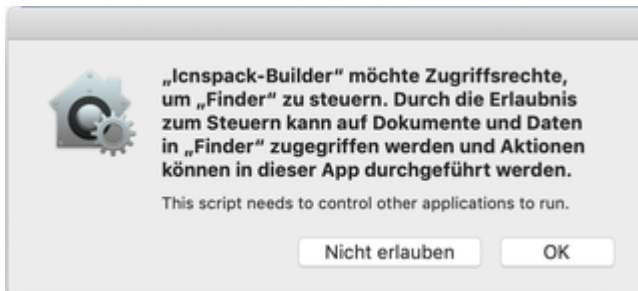 „Icnspack-Builder“ möchte Zugriffsrechte,
um „Finder“ zu steuern. Durch die Erlaubnis
zum Steuern kann auf Dokumente und Daten
in „Finder“ zugegriffen werden und Aktionen
können in dieser App durchgeführt werden.
This script needs to control other applications to run.
Nicht erlauben
OK